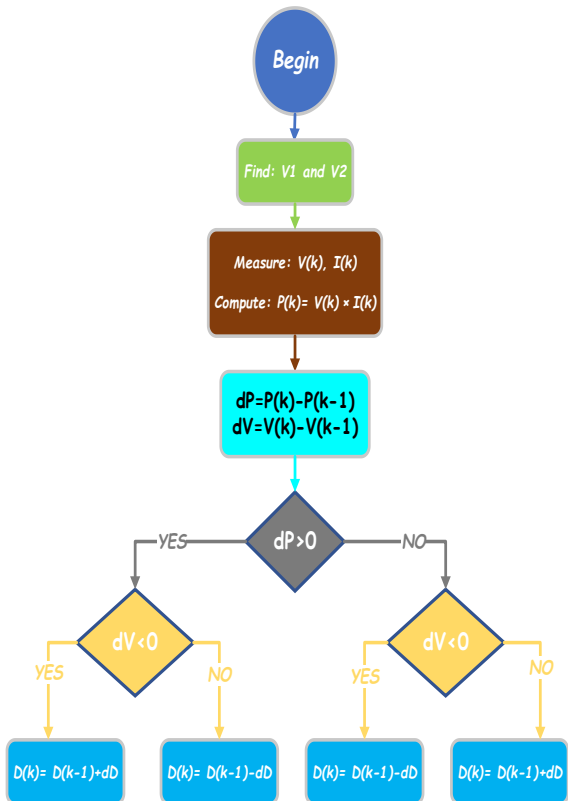 Begin
Find: V1 and V2
Measure: V(k), I(k)
Compute: P(k)= V(k) × I(k)
dP=P(k)-P(k-1)
dV=V(k)-V(k-1)
dP>0
YES
NO
dV<0
dV<0
YES
NO
YES
NO
D(k)= D(k-1)+dD
D(k)= D(k-1)-dD
D(k)= D(k-1)-dD
D(k)= D(k-1)+dD